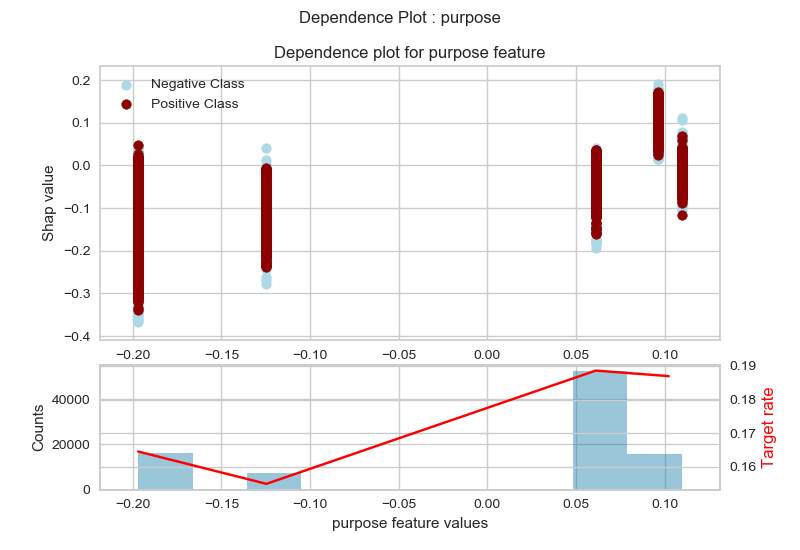 Dependence Plot : purpose
Dependence plot for purpose feature
Negative Class
Positive Class
Shap value
0.2
0.1
0.0
−0.1
−0.2
−0.3
−0.4
−0.20 −0.15 −0.10 −0.05 0.00 0.05 0.10
Counts
40000
20000
0
0.19
0.18
0.17
0.16
Target rate
−0.20 −0.15 −0.10 −0.05 0.00 0.05 0.10
purpose feature values